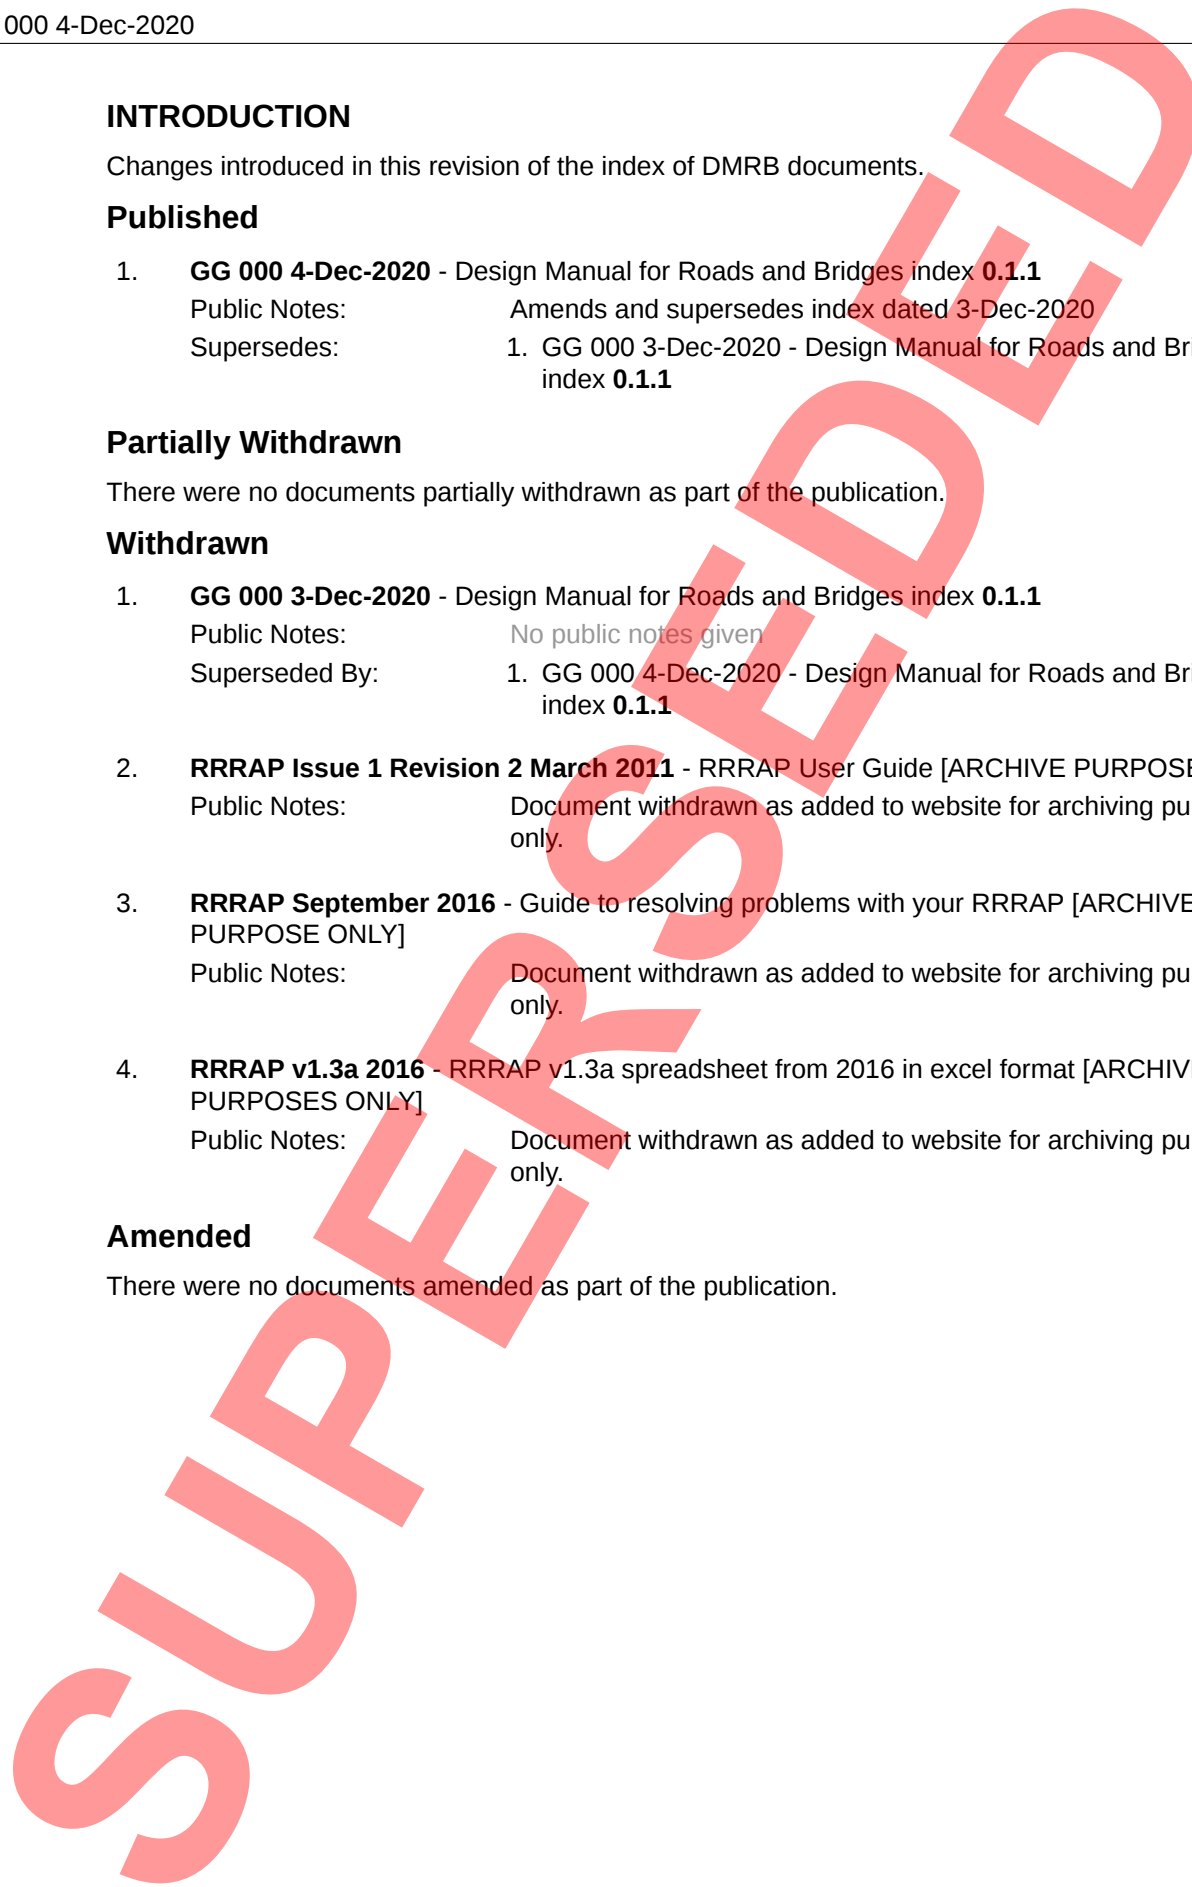 000 4-Dec-2020
INTRODUCTION
Changes introduced in this revision of the index of DMRB documents.
Published
1. GG 000 4-Dec-2020 - Design Manual for Roads and Bridges index 0.1.1
Public Notes: Amends and supersedes index dated 3-Dec-2020
Supersedes: 1. GG 000 3-Dec-2020 - Design Manual for Roads and Bri
index 0.1.1
Partially Withdrawn
There were no documents partially withdrawn as part of the publication.
Withdrawn
1. GG 000 3-Dec-2020 - Design Manual for Roads and Bridges index 0.1.1
Public Notes: No public notes given
Superseded By: 1. GG 000 4-Dec-2020 - Design Manual for Roads and Bri
index 0.1.1
2. RRRAP Issue 1 Revision 2 March 2011 - RRRAP User Guide [ARCHIVE PURPOSE
Public Notes: Document withdrawn as added to website for archiving pu
only.
3. RRRAP September 2016 - Guide to resolving problems with your RRRAP [ARCHIVE
PURPOSE ONLY]
Public Notes: Document withdrawn as added to website for archiving pu
only.
4. RRRAP v1.3a 2016 - RRRAP v1.3a spreadsheet from 2016 in excel format [ARCHIV
PURPOSES ONLY]
Public Notes: Document withdrawn as added to website for archiving pu
only.
Amended
There were no documents amended as part of the publication.
SUPERSEDED